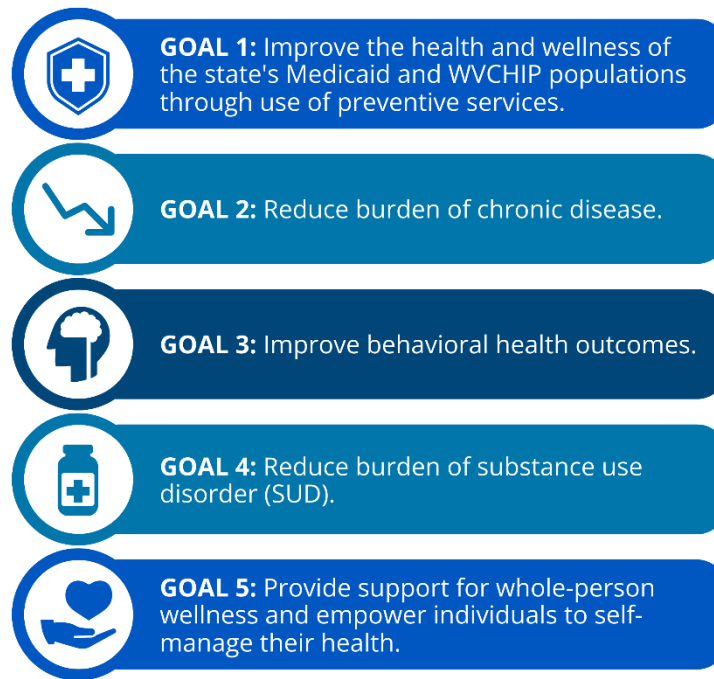 GOAL 1: Improve the health and wellness of
the state's Medicaid and WVCHIP populations
through use of preventive services.
GOAL 2: Reduce burden of chronic disease.
GOAL 3: Improve behavioral health outcomes.
GOAL 4: Reduce burden of substance use
disorder (SUD).
GOAL 5: Provide support for whole-person
wellness and empower individuals to self-
manage their health.